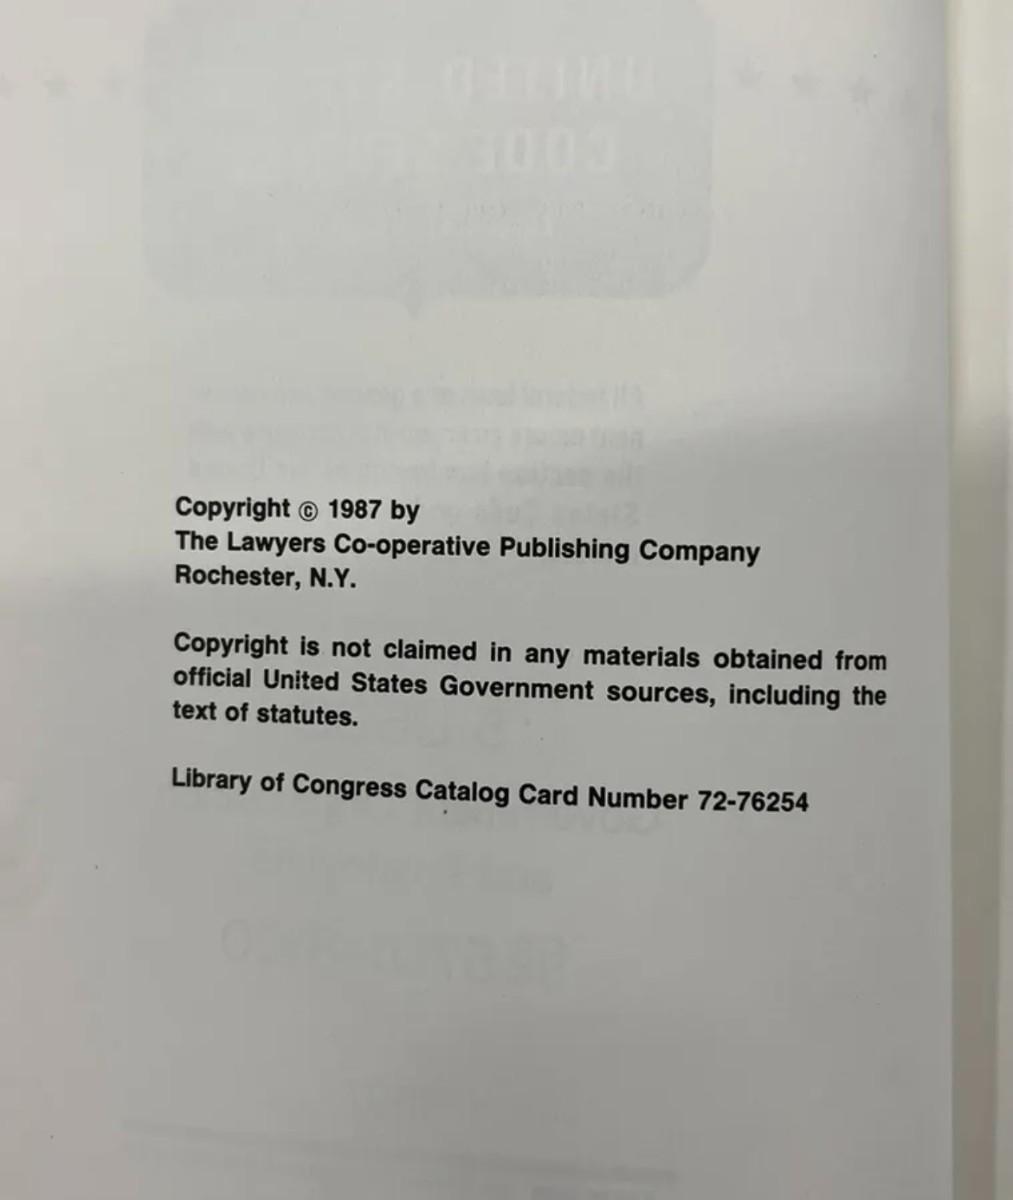 Copyright © 1987 by
The Lawyers Co-operative Publishing Company
Rochester, N.Y.
Copyright is not claimed in any materials obtained from
official United States Government sources, including the
text of statutes.
Library of Congress Catalog Card Number 72-76254